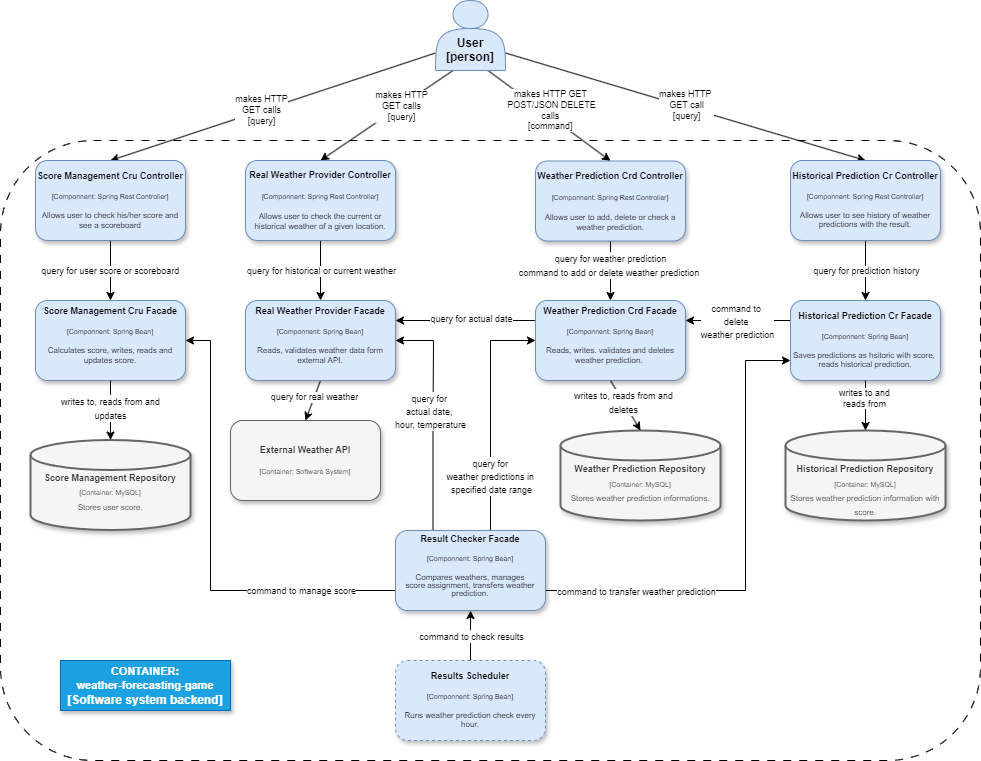 User
[person]
makes HTTP
GET calls
[query]
makes HTTP
GET calls
[query]
makes HTTP GET
POST/JSON DELETE
calls
[command]
makes HTTP
GET call
[query]
Score Management Cru Controller
[Component: Spring Rest Controller]
Allows user to check his/her score and
see a scoreboard
Real Weather Provider Controller
[Component: Spring Rest Controller]
Allows user to check the current or
historical weather of a given location.
Weather Prediction Crd Controller
[Component: Spring Rest Controller]
Allows user to add, delete or check a
weather prediction.
Historical Prediction Cr Controller
[Component: Spring Rest Controller]
Allows user to see history of weather
predictions with the result.
query for user score or scoreboard
query for historical or current weather
query for weather prediction
command to add or delete weather prediction
query for prediction history
Score Management Cru Facade
[Componnent: Spring Bean]
Calculates score, writes, reads and
updates score.
Real Weather Provider Facade
[Componnent: Spring Bean]
Reads, validates weather data form
external API.
query for actual date
Weather Prediction Crd Facade
[Componnent: Spring Bean]
Reads, writes. validates and deletes
weather prediction.
command to
delete
weather prediction
Historical Prediction Cr Facade
[Componnent: Spring Bean]
Saves predictions as hsitoric with score,
reads historical prediction.
writes to, reads from and
updates
query for real weather
query for
actual date,
hour, temperature
writes to, reads from and
deletes
writes to and
reads from
Score Management Repository
[Container: MySQL]
Stores user score.
External Weather API
[Container: Software System]
query for
weather predictions in
specified date range
Weather Prediction Repository
[Container: MySQL]
Stores weather prediction informations.
Historical Prediction Repository
[Container: MySQL]
Stores weather prediction information with
score.
Result Checker Facade
[Componnent: Spring Bean]
Compares weathers, manages
score assignment, transfers weather
prediction.
command to manage score
command to transfer weather prediction
command to check results
Results Scheduler
[Componnent: Spring Bean]
Runs weather prediction check every
hour.
CONTAINER:
weather-forecasting-game
[Software system backend]